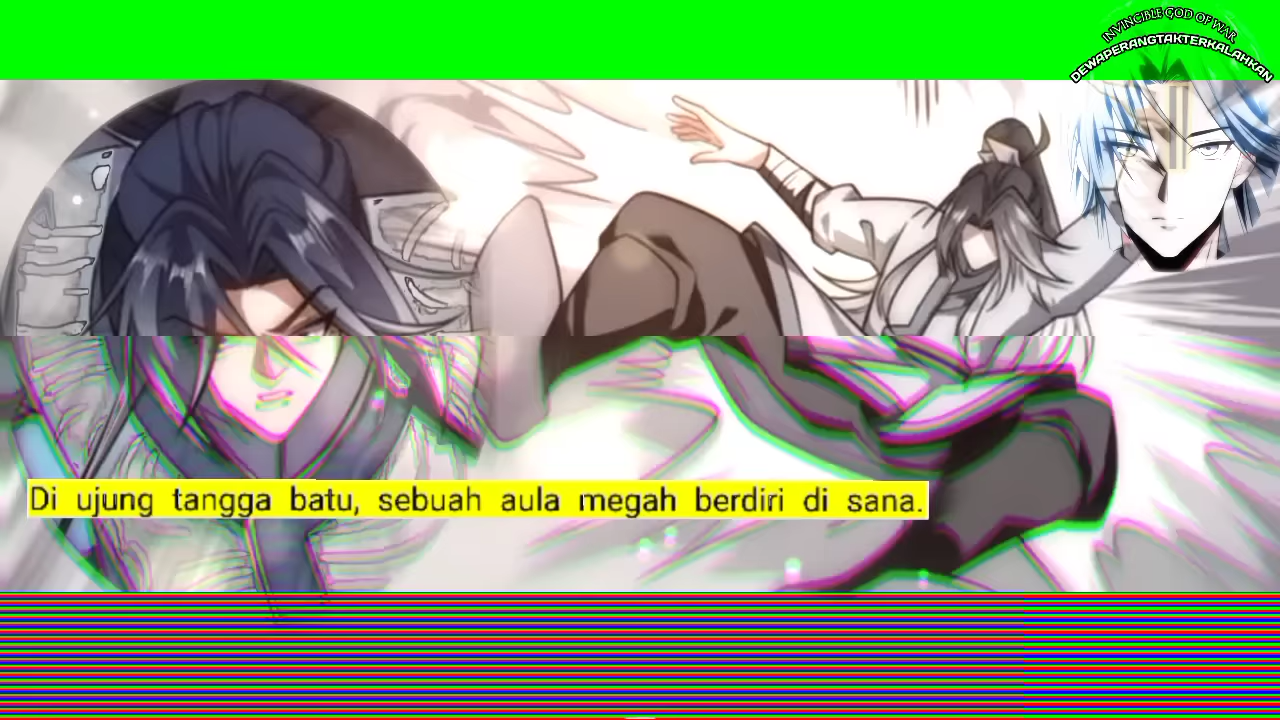 INVINCIBLE GOD OF WAR
DEWAPERANGTAKTERKALAHKAN
Di ujung tangga batu, sebuah aula megah berdiri di sana.